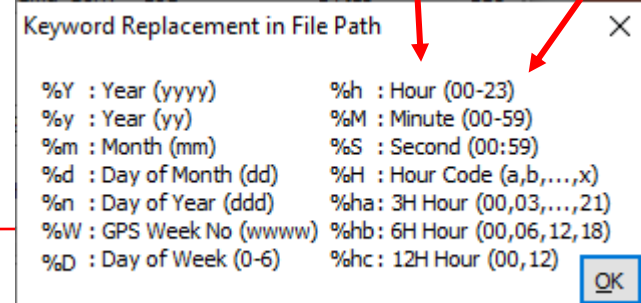 Keyword Replacement in File Path
%Y : Year (yyyy) %h : Hour (00-23)
%y : Year (yy) %M : Minute (00-59)
%m : Month (mm) %S : Second (00:59)
%d : Day of Month (dd) %H : Hour Code (a,b,...,x)
%n : Day of Year (ddd) %ha: 3H Hour (00,03,...,21)
%W : GPS Week No (wwww) %hb: 6H Hour (00,06,12,18)
%D : Day of Week (0-6) %hc: 12H Hour (00,12)
OK